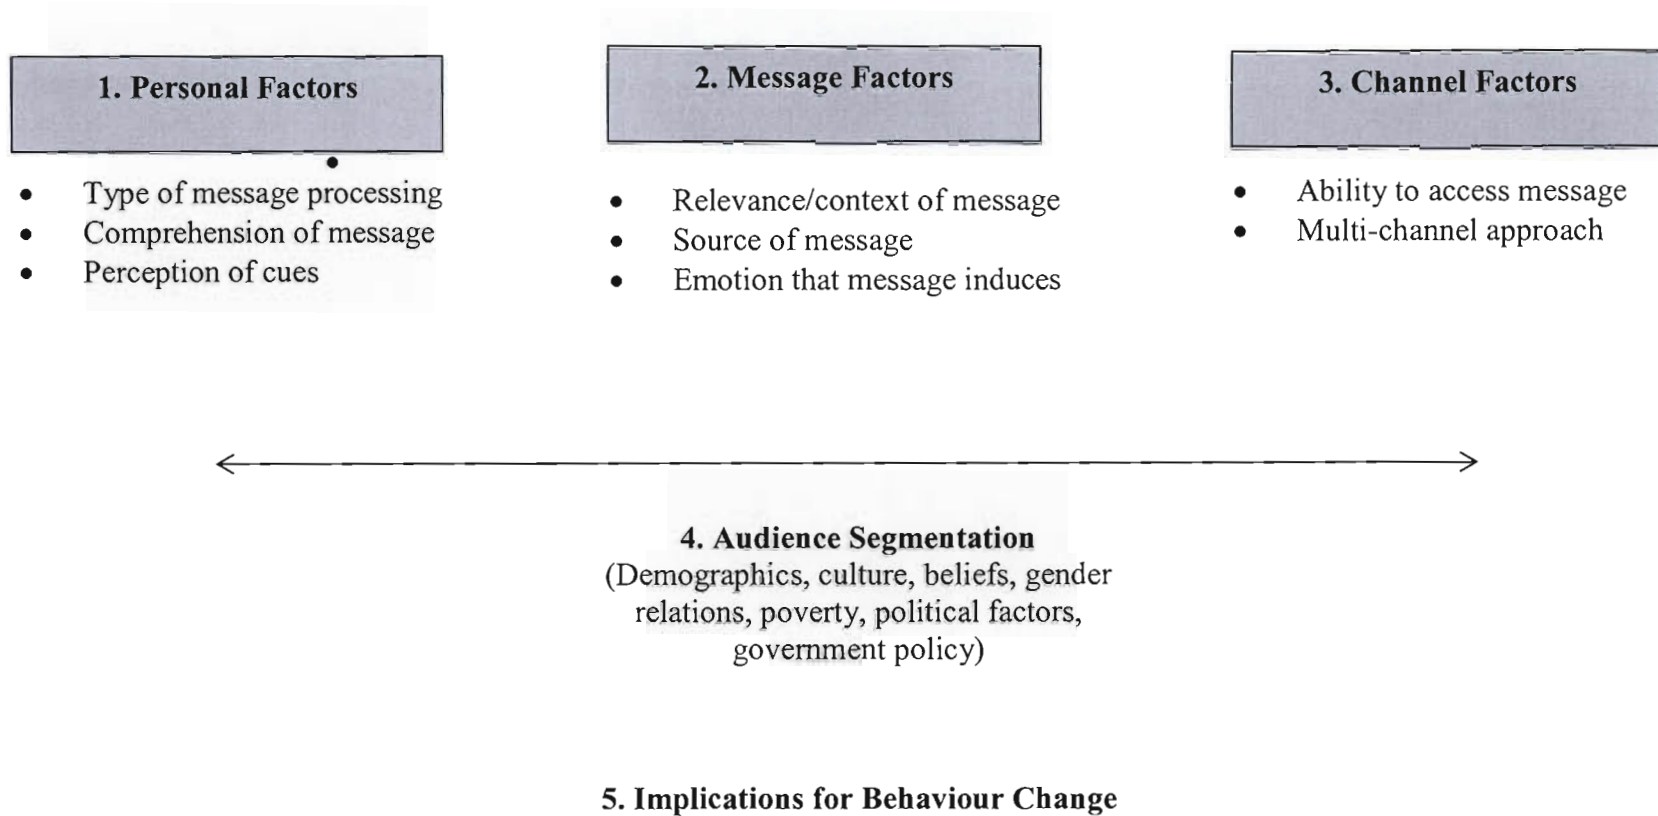 1. Personal Factors
• Type of message processing
• Comprehension of message
• Perception of cues
2. Message Factors
• Relevance/context of message
• Source of message
• Emotion that message induces
3. Channel Factors
• Ability to access message
• Multi-channel approach
4. Audience Segmentation
(Demographics, culture, beliefs, gender
relations, poverty, political factors,
government policy)
5. Implications for Behaviour Change